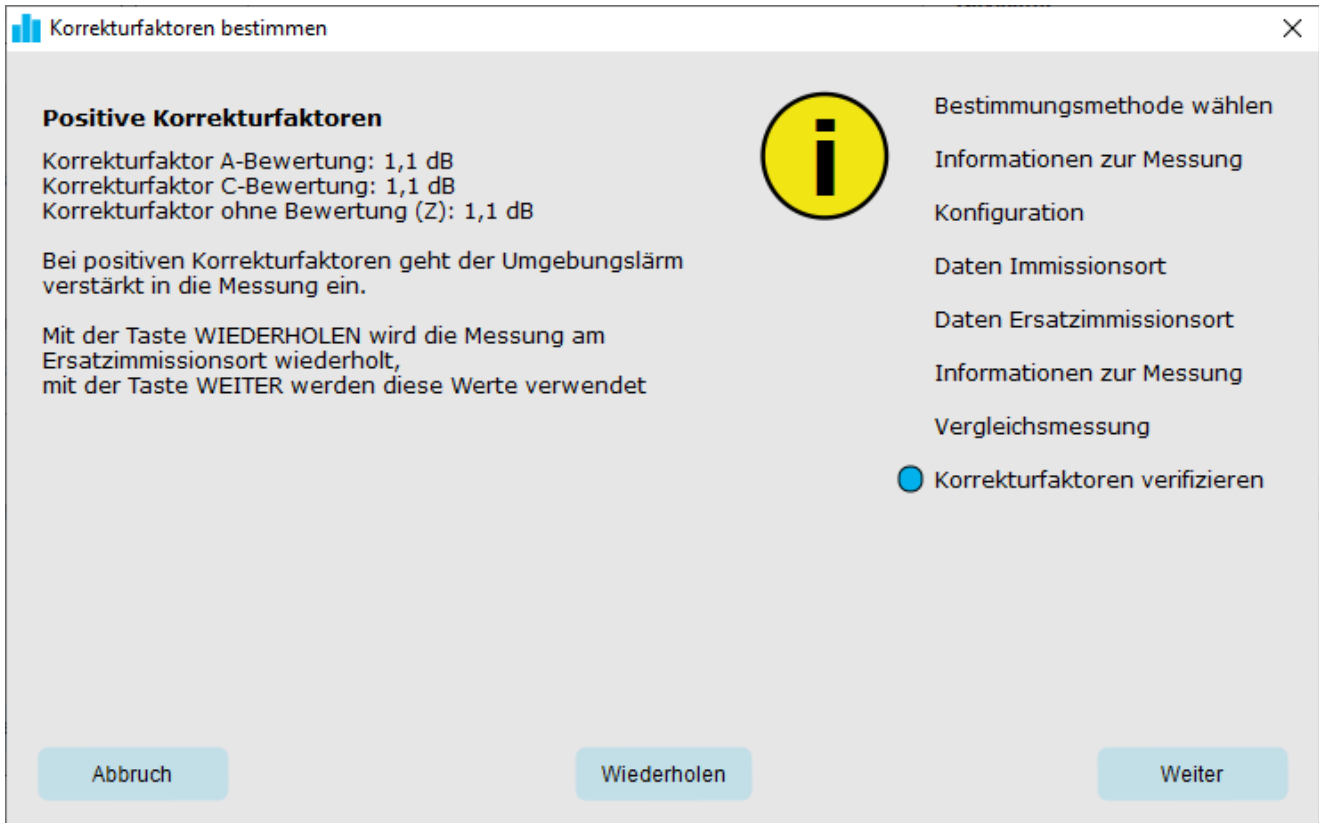 Korrekturfaktoren bestimmen
Positive Korrekturfaktoren
Korrekturfaktor A-Bewertung: 1,1 dB
Korrekturfaktor C-Bewertung: 1,1 dB
Korrekturfaktor ohne Bewertung (Z): 1,1 dB
Bei positiven Korrekturfaktoren geht der Umgebungslärm
verstärkt in die Messung ein.
Mit der Taste WIEDERHOLEN wird die Messung am
Ersatzimmissionsort wiederholt,
mit der Taste WEITER werden diese Werte verwendet
i
Bestimmungsmethode wählen
Informationen zur Messung
Konfiguration
Daten Immissionsort
Daten Ersatzimmissionsort
Informationen zur Messung
Vergleichsmessung
Korrekturfaktoren verifizieren
Abbruch
Wiederholen
Weiter